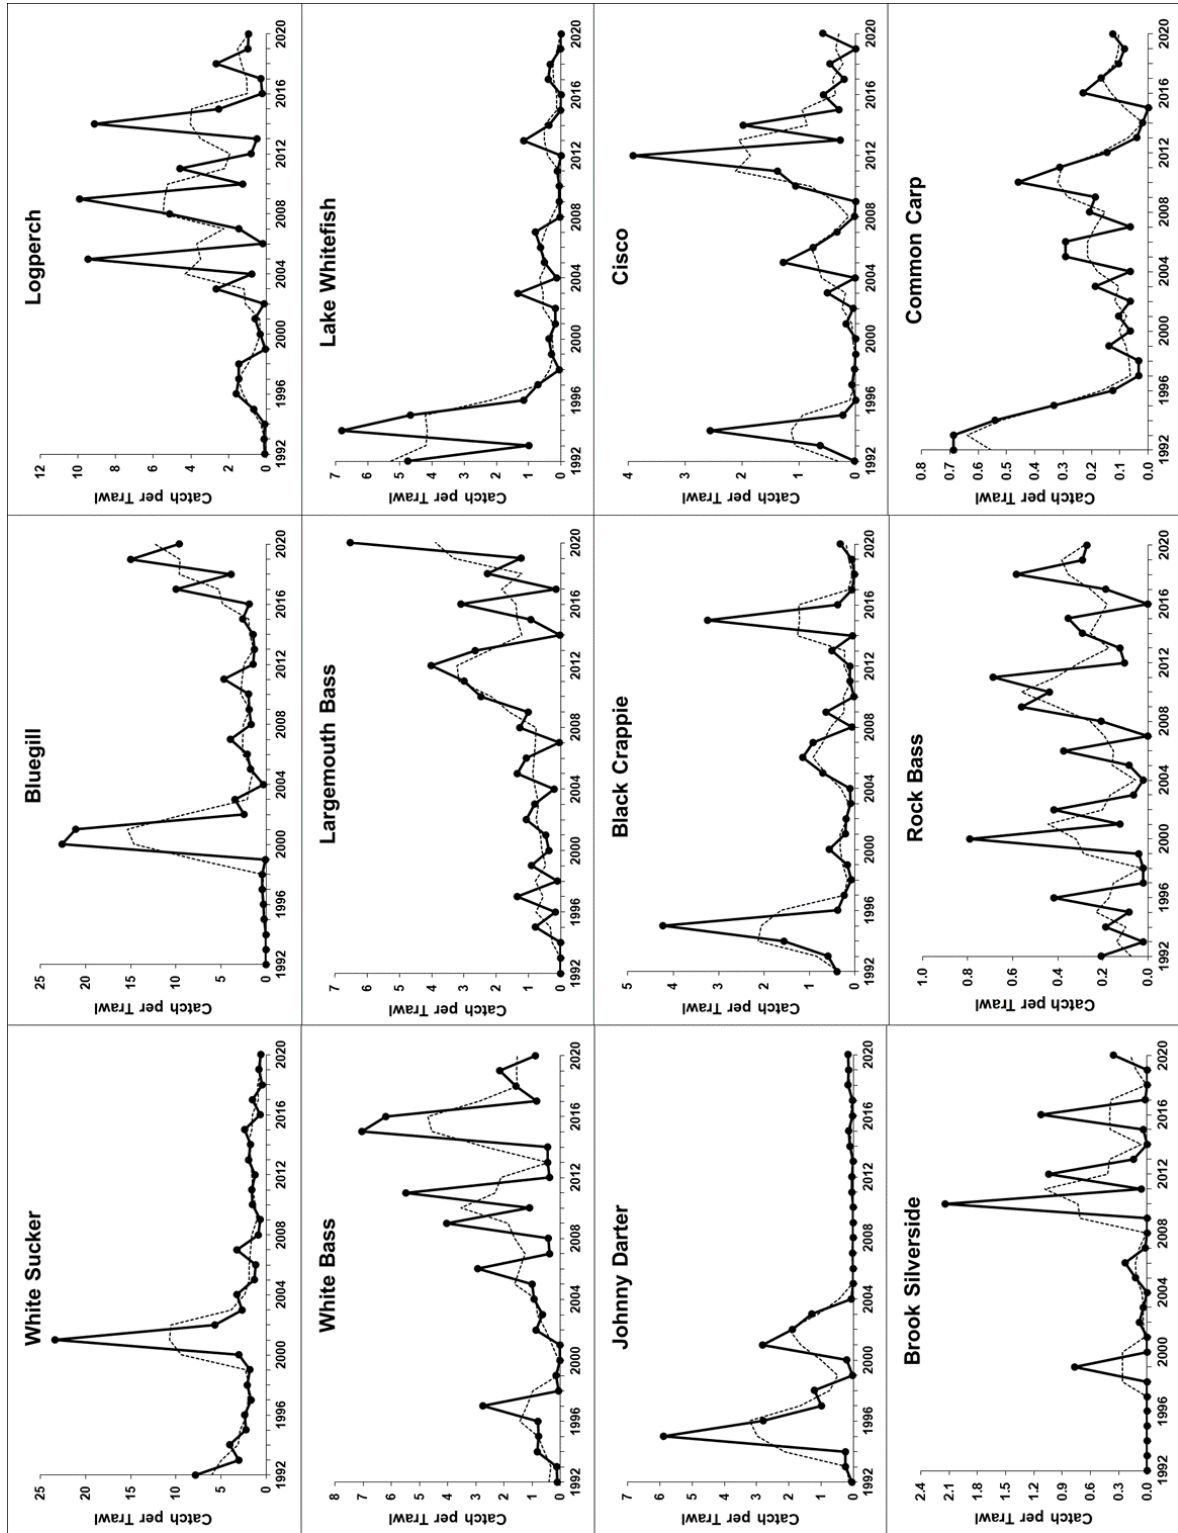 White Sucker
Catch per Trawl
25
20
15
10
5
0
1992 1996 2000 2004 2008 2012 2016 2020
Bluegill
Catch per Trawl
25
20
15
10
5
0
1992 1996 2000 2004 2008 2012 2016 2020
Logperch
Catch per Trawl
12
10
8
6
4
2
0
1992 1996 2000 2004 2008 2012 2016 2020
White Bass
Catch per Trawl
8
7
6
5
4
3
2
1
0
1992 1996 2000 2004 2008 2012 2016 2020
Largemouth Bass
Catch per Trawl
7
6
5
4
3
2
1
0
1992 1996 2000 2004 2008 2012 2016 2020
Lake Whitefish
Catch per Trawl
7
6
5
4
3
2
1
0
1992 1996 2000 2004 2008 2012 2016 2020
Johnny Darter
Catch per Trawl
7
6
5
4
3
2
1
0
1992 1996 2000 2004 2008 2012 2016 2020
Black Crappie
Catch per Trawl
5
4
3
2
1
0
1992 1996 2000 2004 2008 2012 2016 2020
Cisco
Catch per Trawl
4
3
2
1
0
1992 1996 2000 2004 2008 2012 2016 2020
Brook Silverside
Catch per Trawl
2.4
2.1
1.8
1.5
1.2
0.9
0.6
0.3
0.0
1992 1996 2000 2004 2008 2012 2016 2020
Rock Bass
Catch per Trawl
1.0
0.8
0.6
0.4
0.2
0.0
1992 1996 2000 2004 2008 2012 2016 2020
Common Carp
Catch per Trawl
0.8
0.7
0.6
0.5
0.4
0.3
0.2
0.1
0.0
1992 1996 2000 2004 2008 2012 2016 2020